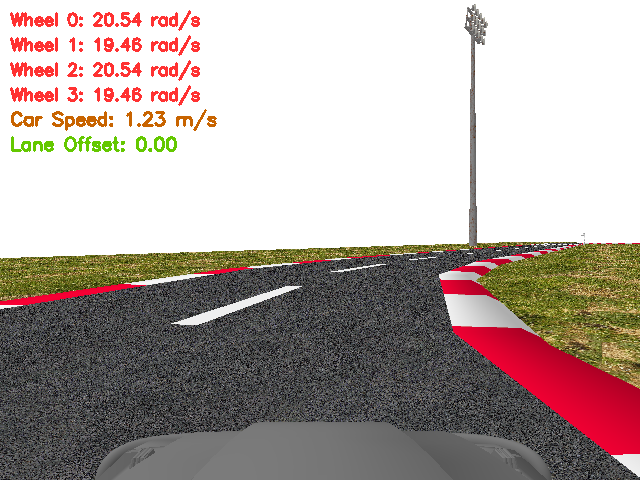 Wheel 0: 20.54 rad/s
Wheel 1: 19.46 rad/s
Wheel 2: 20.54 rad/s
Wheel 3: 19.46 rad/s
Car Speed: 1.23 m/s
Lane Offset: 0.00